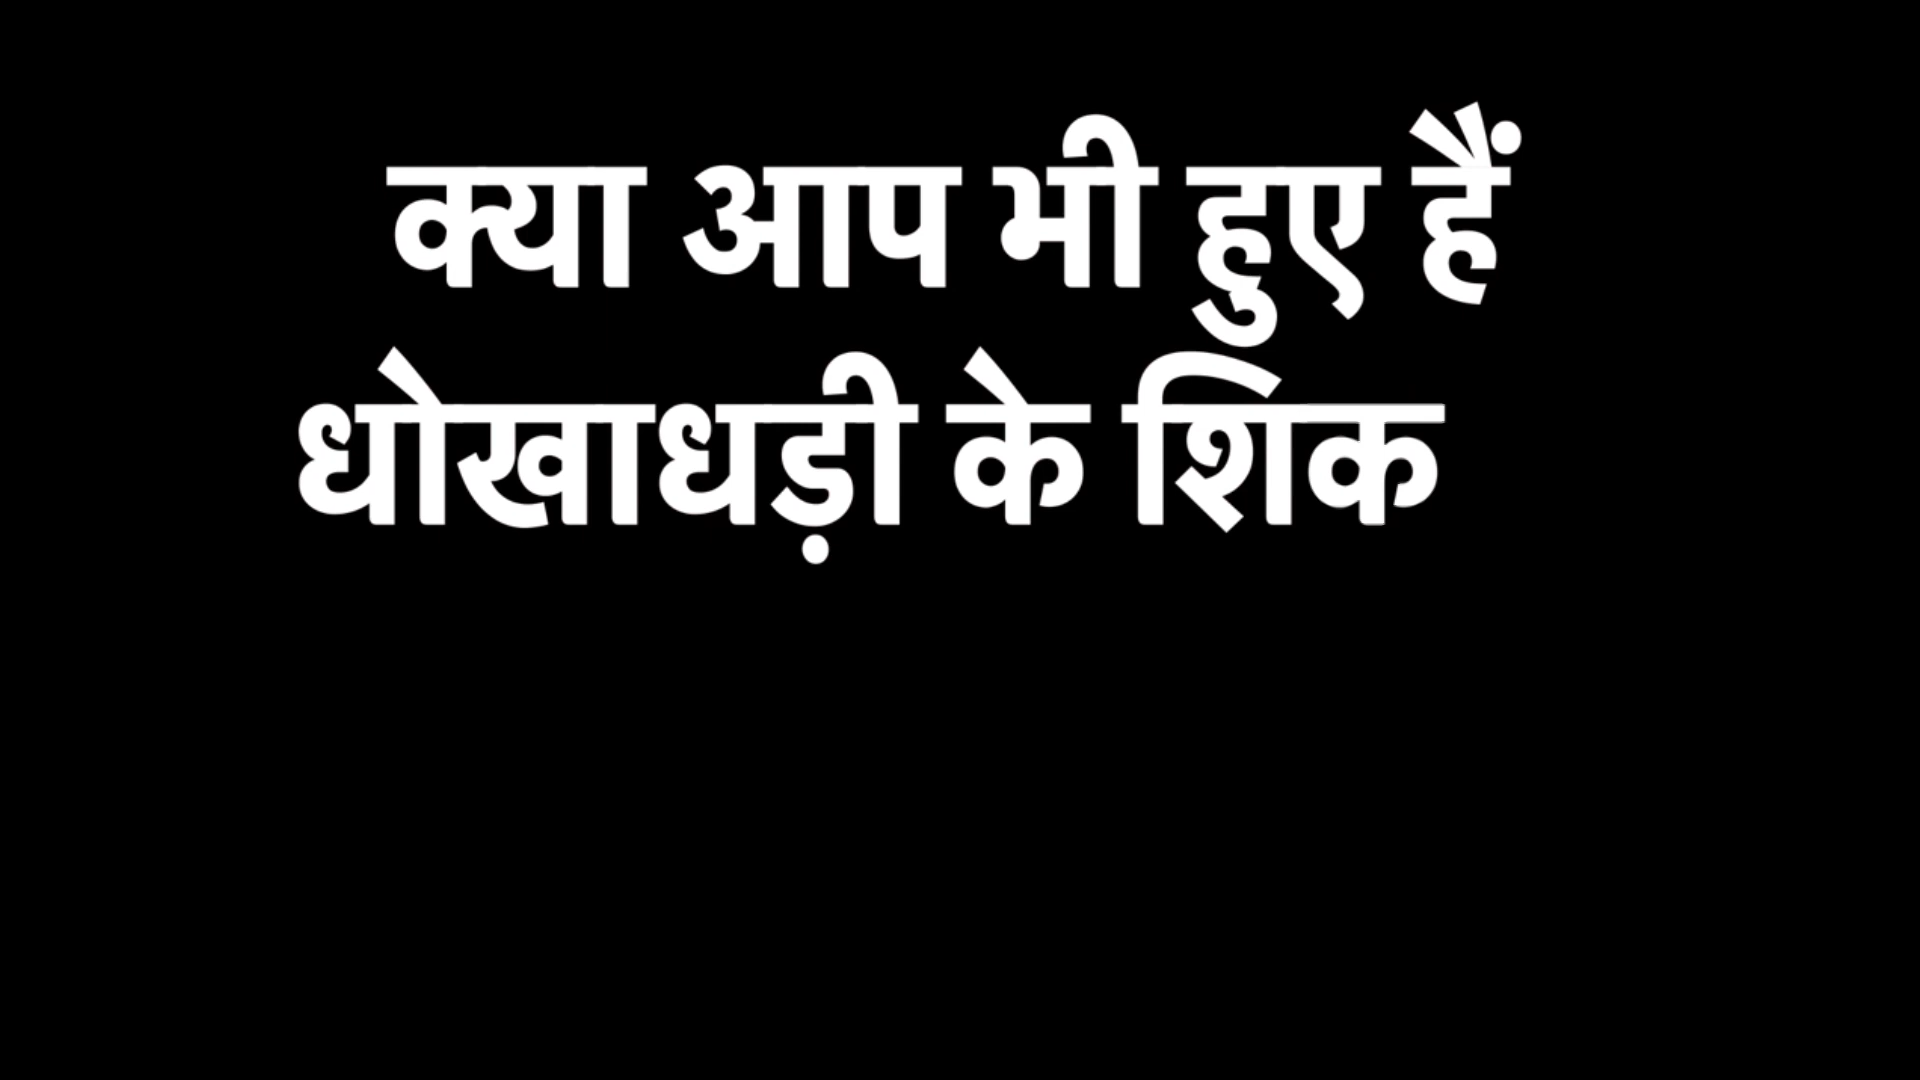 क्या आप भी हुए हैं
धोखाधड़ी के शिक